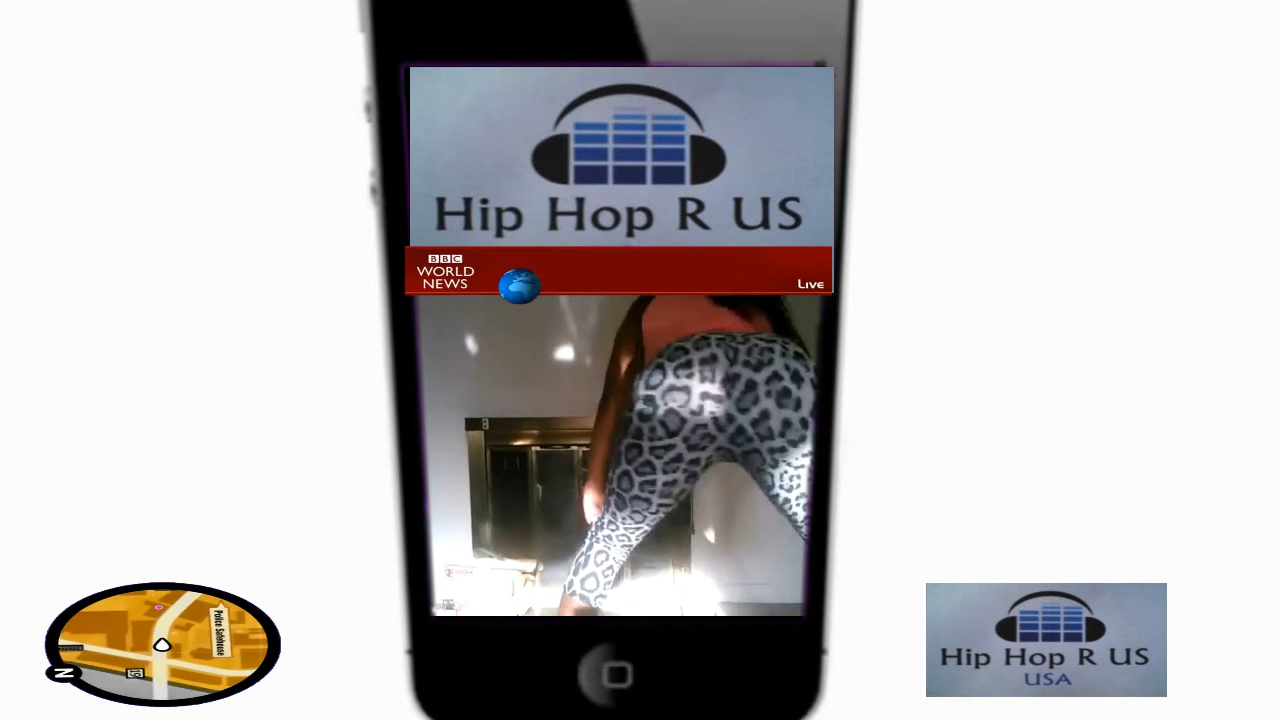 Hip Hop R US
BBC
WORLD
NEWS
LIVE
Police Safehouse
N
Hip Hop R US
USA